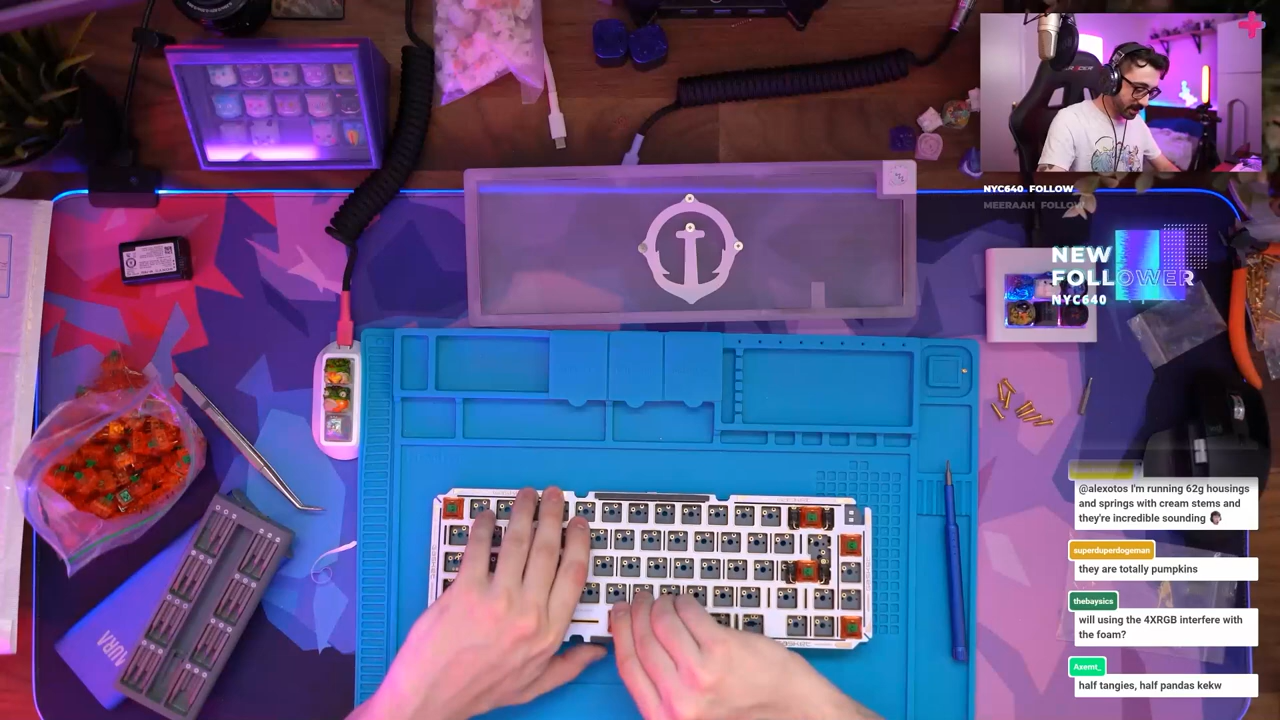 NYC640 FOLLOW
MEERAAH FOLLOW
NEW
FOLLOWER
NYC640
@alexotos I'm running 62g housings
and springs with cream stems and
they're incredible sounding
superduperdogeman
they are totally pumpkins
thebaysics
will using the 4XRGB interfere with
the foam?
Axemt_
half tangies, half pandas kekw